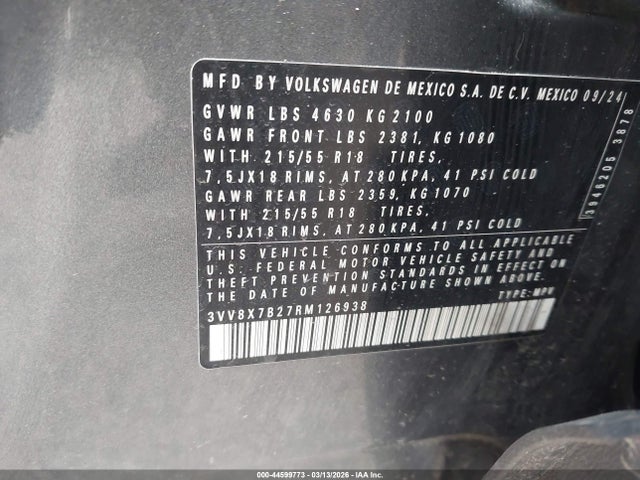 MFD BY VOLKSWAGEN DE MEXICO S.A. DE C.V. MEXICO 09/24
GVWR LBS 4630 KG 2100
GAWR FRONT LBS 2381, KG 1080
WITH 215/55 R18 TIRES,
7,5JX18 RIMS, AT 280 KPA, 41 PSI COLD
GAWR REAR LBS 2359, KG 1070
WITH 215/55 R18 TIRES,
7,5JX18 RIMS, AT 280 KPA, 41 PSI COLD
3946205 3878
THIS VEHICLE CONFORMS TO ALL APPLICABLE
U.S. FEDERAL MOTOR VEHICLE SAFETY AND
THEFT PREVENTION STANDARDS IN EFFECT ON
THE DATE OF MANUFACTURE SHOWN ABOVE.
3VV8X7B27RM126938 TYPE: MPV
000-44599773 - 03/13/2026 - IAA Inc.